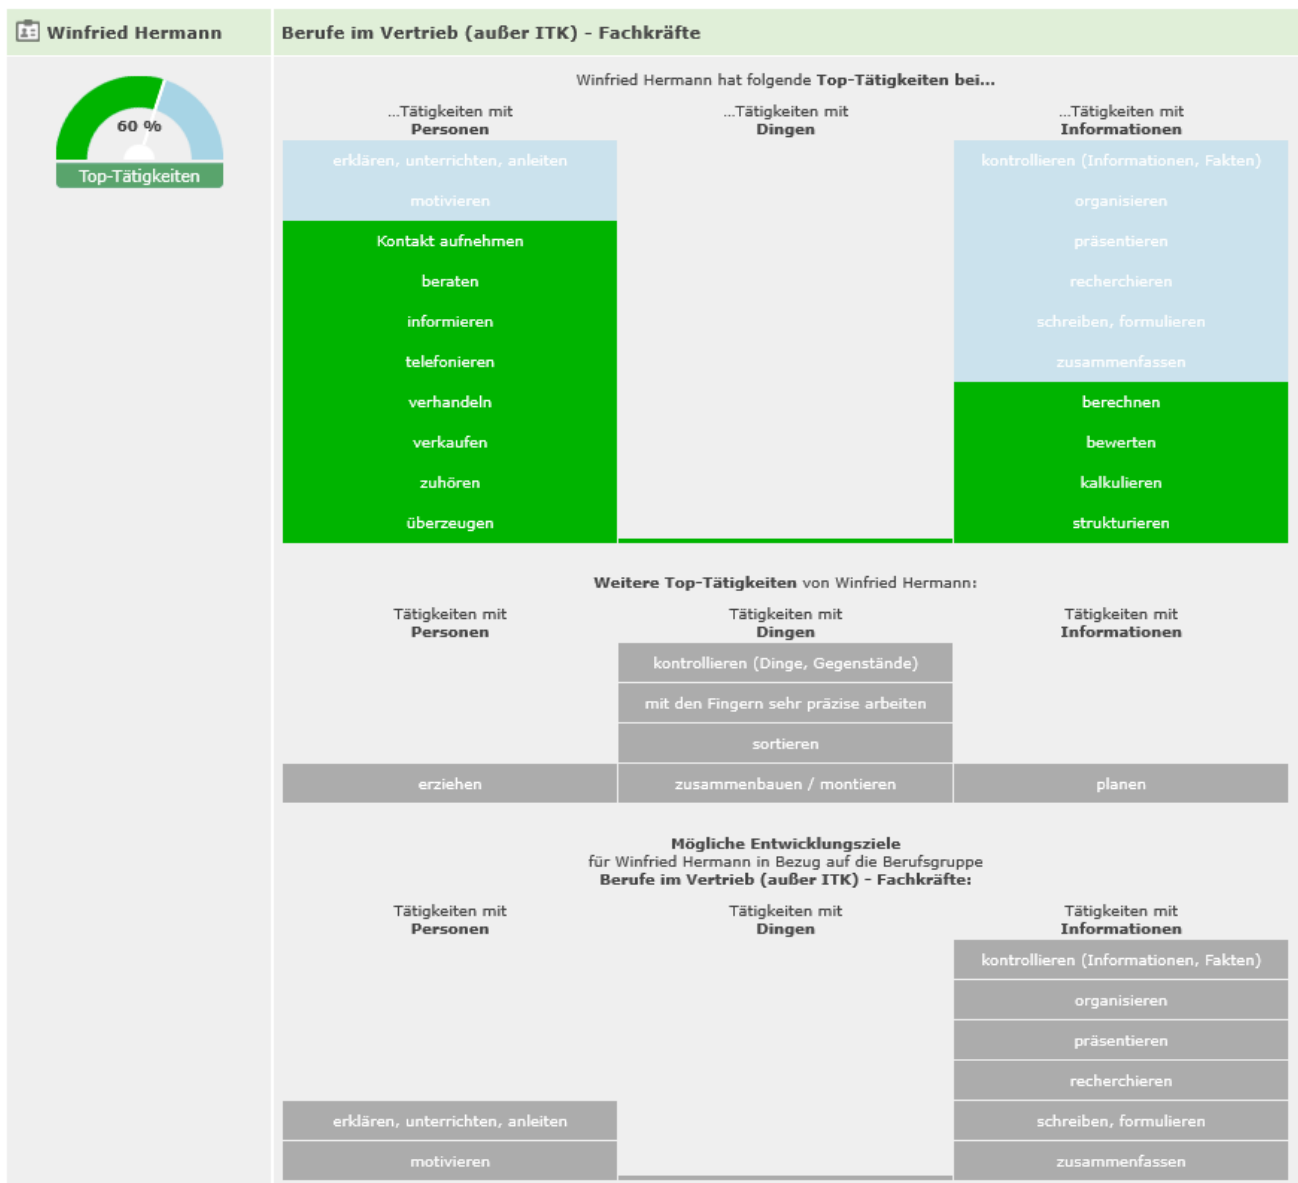 Winfried Hermann
Berufe im Vertrieb (außer ITK) - Fachkräfte
60 %
Top-Tätigkeiten
Winfried Hermann hat folgende Top-Tätigkeiten bei...
...Tätigkeiten mit
Personen
erklären, unterrichten, anleiten
motivieren
Kontakt aufnehmen
beraten
informieren
telefonieren
verhandeln
verkaufen
zuhören
überzeugen
...Tätigkeiten mit
Dingen
...Tätigkeiten mit
Informationen
kontrollieren (Informationen, Fakten)
organisieren
präsentieren
recherchieren
schreiben, formulieren
zusammenfassen
berechnen
bewerten
kalkulieren
strukturieren
Weitere Top-Tätigkeiten von Winfried Hermann:
Tätigkeiten mit
Personen
erziehen
Tätigkeiten mit
Dingen
kontrollieren (Dinge, Gegenstände)
mit den Fingern sehr präzise arbeiten
sortieren
zusammenbauen / montieren
Tätigkeiten mit
Informationen
planen
Mögliche Entwicklungsziele
für Winfried Hermann in Bezug auf die Berufsgruppe
Berufe im Vertrieb (außer ITK) - Fachkräfte:
Tätigkeiten mit
Personen
erklären, unterrichten, anleiten
motivieren
Tätigkeiten mit
Dingen
Tätigkeiten mit
Informationen
kontrollieren (Informationen, Fakten)
organisieren
präsentieren
recherchieren
schreiben, formulieren
zusammenfassen